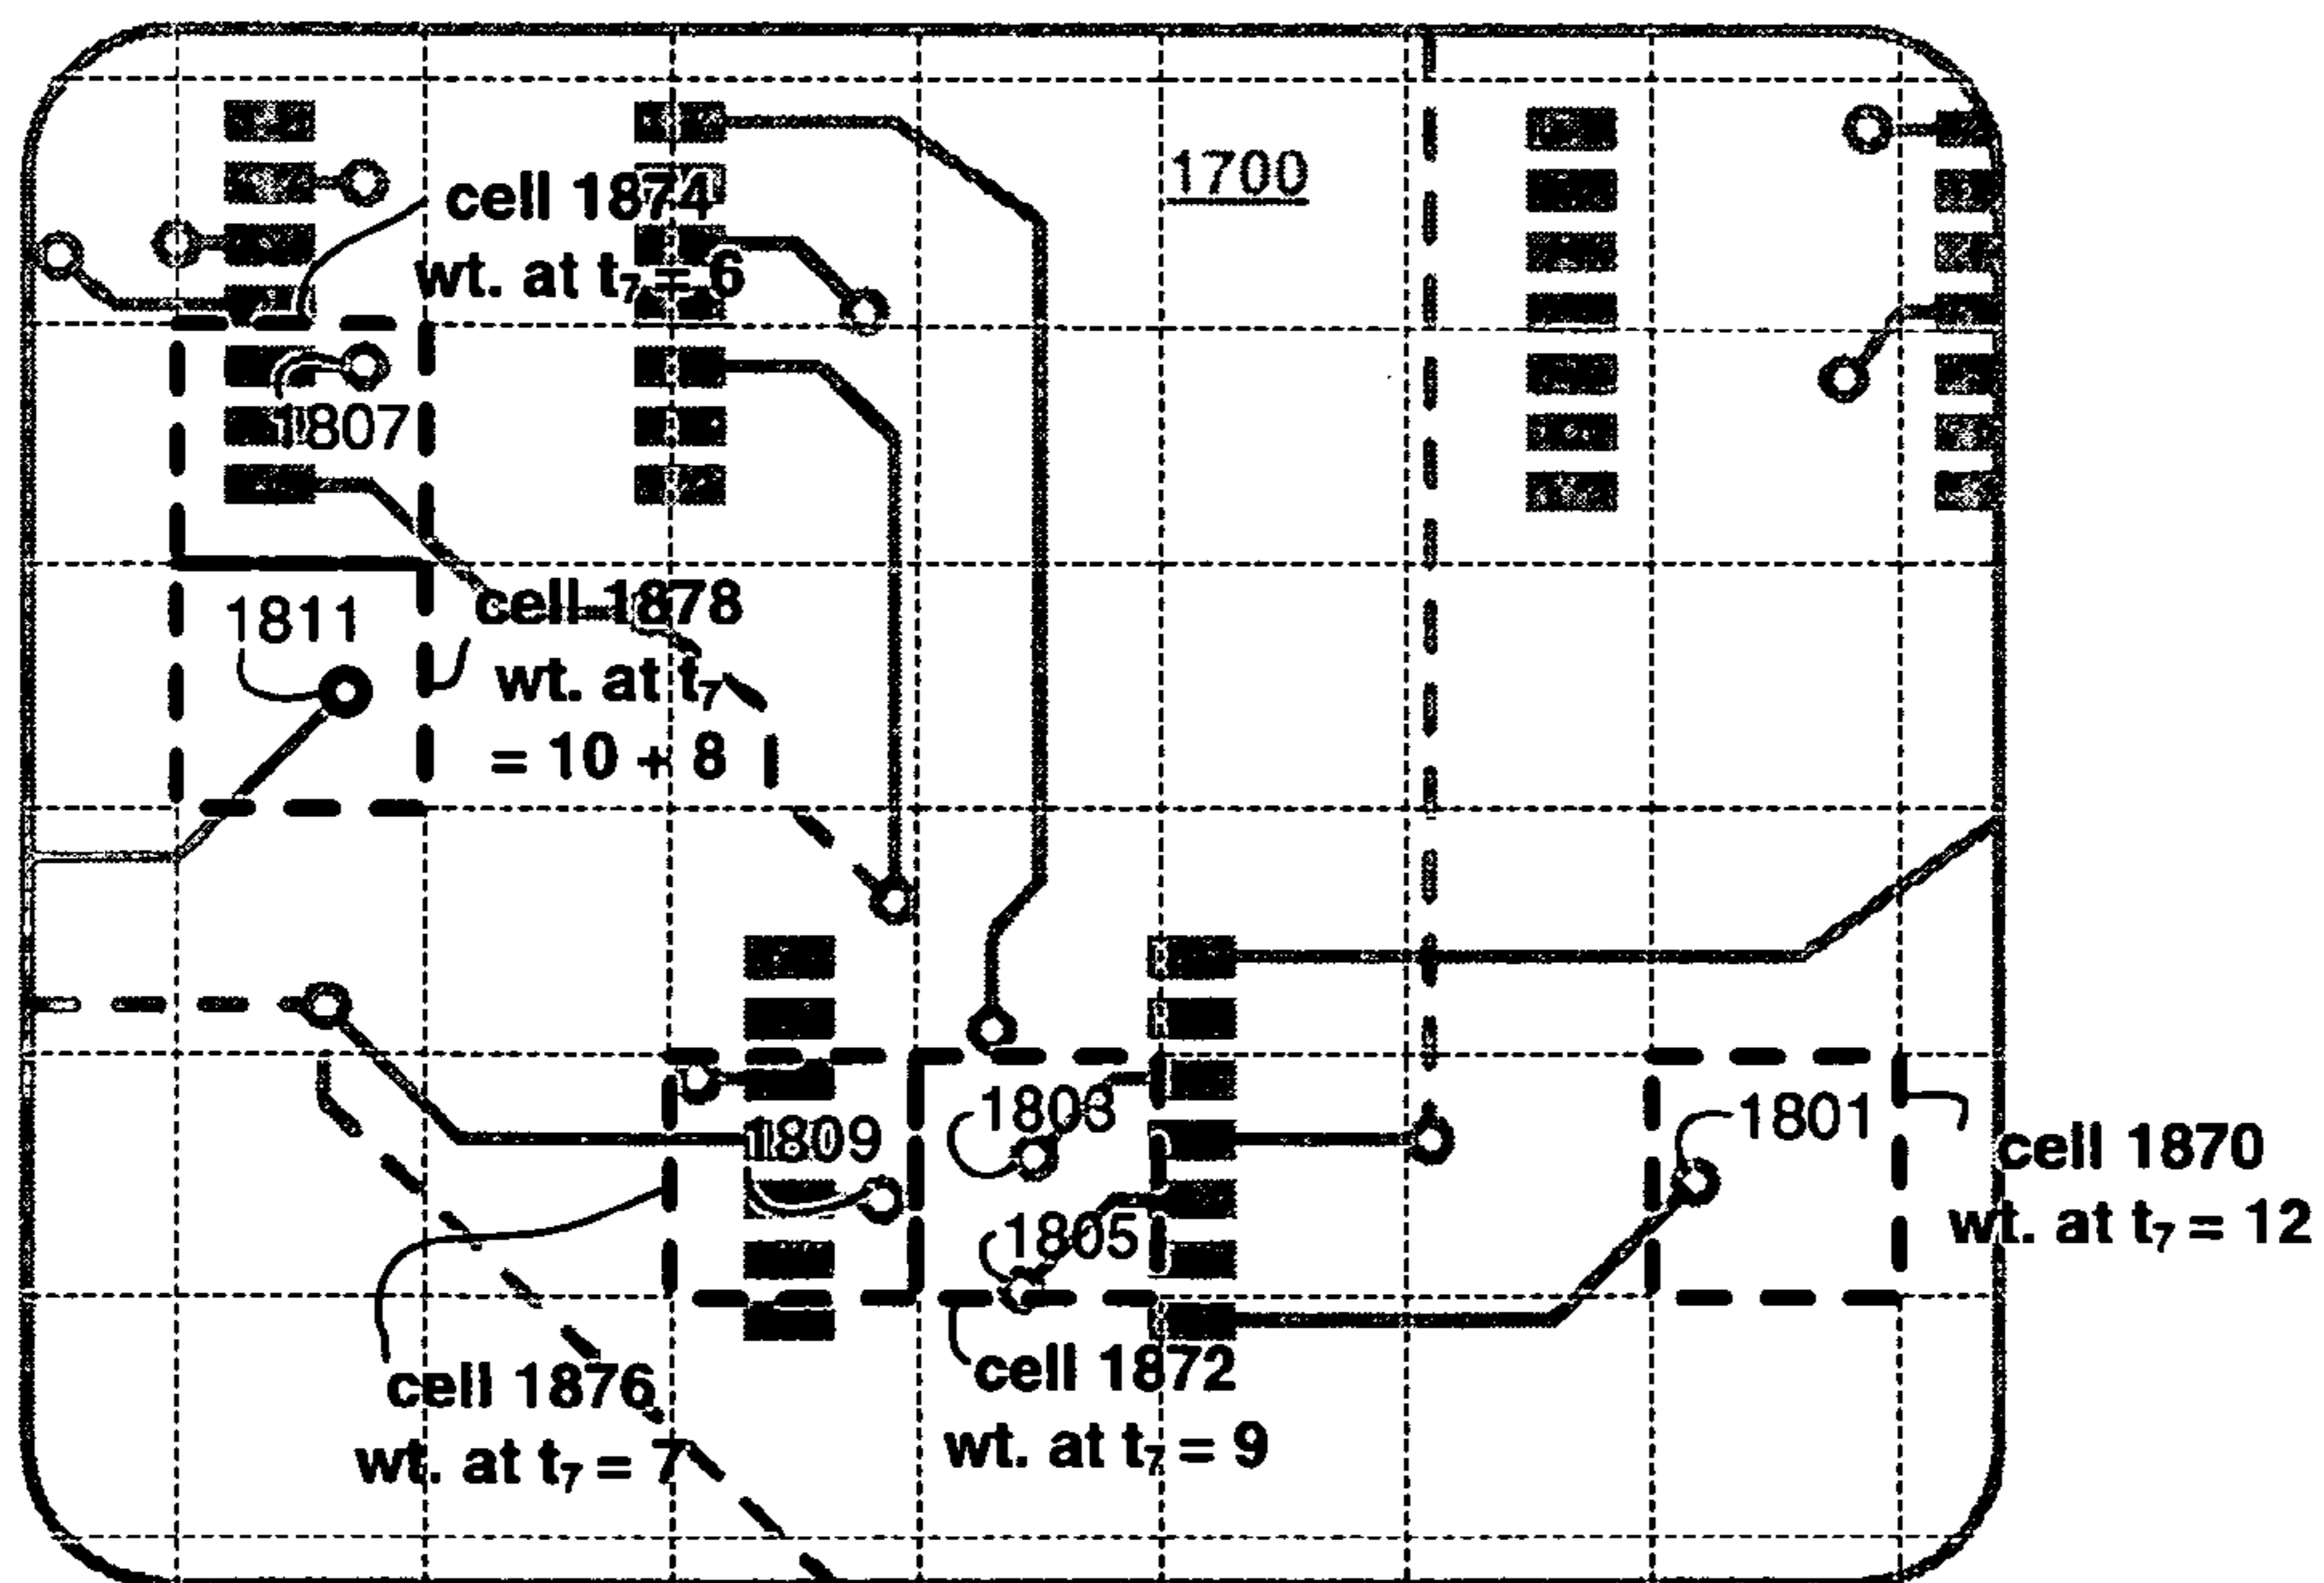 1700
cell 1874
wt. at t₇ = 6
1807
cell 1878
wt. at t₇
= 10 + 8
1811
1809
1803
1805
1801
cell 1870
wt. at t₇ = 12
cell 1872
wt. at t₇ = 9
cell 1876
wt. at t₇ = 7